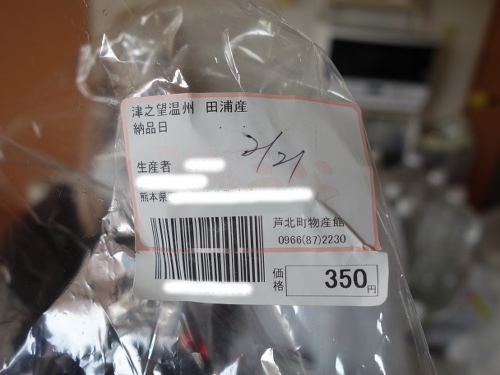 津之望温州 田浦産
納品日
2/21
生産者
熊本県
芦北町物産館
0966(87)2230
価格 350円